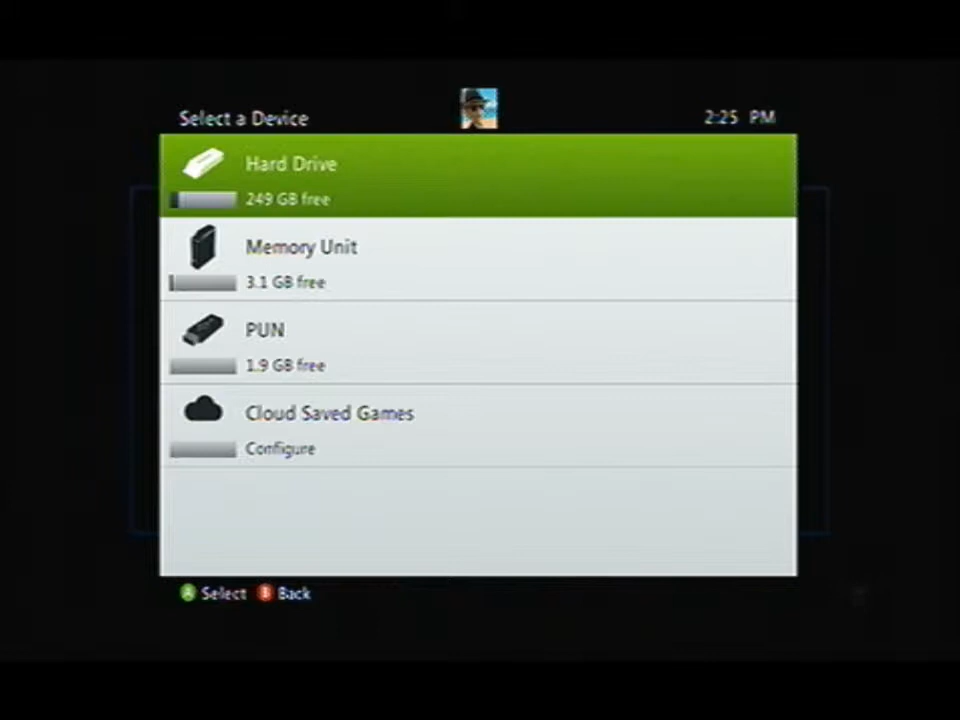 Select a Device
2:25 PM
Hard Drive
249 GB free
Memory Unit
3.1 GB free
PUN
1.9 GB free
Cloud Saved Games
Configure
A Select B Back